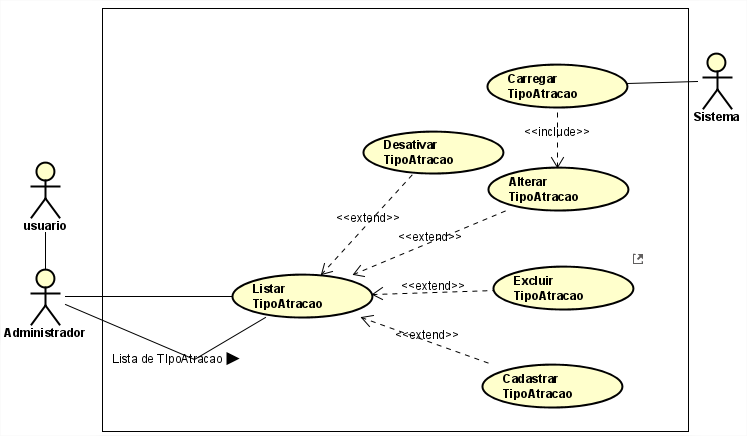 Carregar
TipoAtracao
Sistema
<<include>>
Desativar
TipoAtracao
Alterar
TipoAtracao
usuario
<<extend>>
<<extend>>
Listar
TipoAtracao
<<extend>>
Excluir
TipoAtracao
Administrador
<<extend>>
Lista de TIpoAtracao
Cadastrar
TipoAtracao